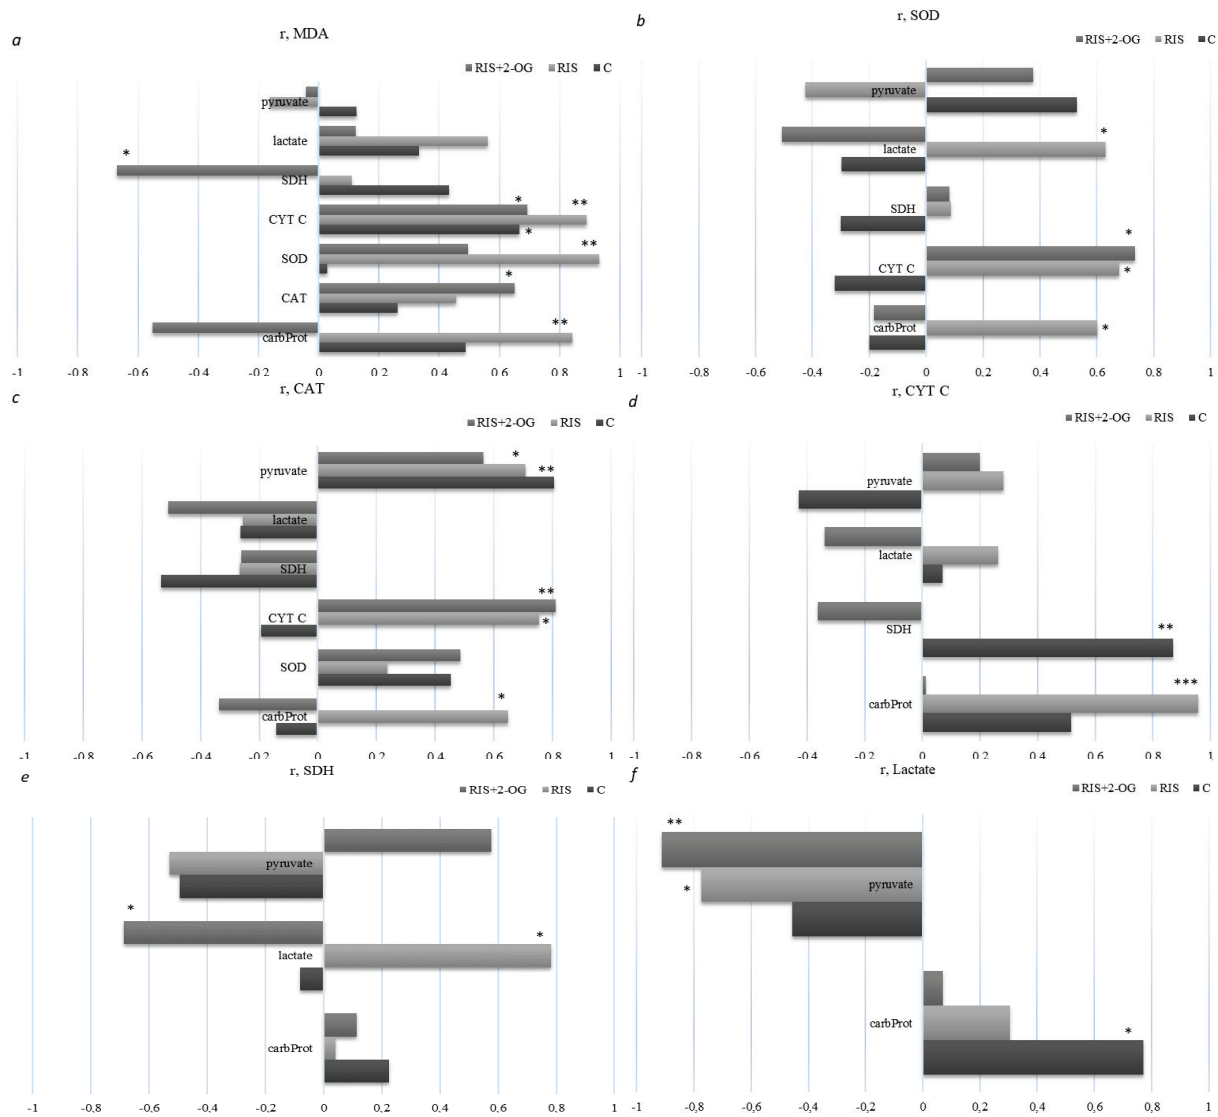 a
r, MDA
RIS+2-OG RIS C
pyruvate
lactate
*
SDH
* **
CYT C
*
**
SOD
*
CAT
**
carbProt
-1 -0.8 -0.6 -0.4 -0.2 0 0.2 0.4 0.6 0.8 1
b
r, SOD
RIS+2-OG RIS C
pyruvate
*
lactate
SDH
*
CYT C *
carbProt *
-1 -0.8 -0.6 -0.4 -0.2 0 0.2 0.4 0.6 0.8 1
c
r, CAT
RIS+2-OG RIS C
*
pyruvate **
lactate
SDH
**
CYT C *
SOD
*
carbProt
-1 -0.8 -0.6 -0.4 -0.2 0 0.2 0.4 0.6 0.8 1
d
r, CYT C
RIS+2-OG RIS C
pyruvate
lactate
SDH **
***
carbProt
-1 -0.8 -0.6 -0.4 -0.2 0 0.2 0.4 0.6 0.8 1
e
r, SDH
RIS+2-OG RIS C
pyruvate
*
*
lactate
carbProt
-1 -0,8 -0,6 -0,4 -0,2 0 0,2 0,4 0,6 0,8 1
f
r, Lactate
RIS+2-OG RIS C
**
* pyruvate
carbProt
*
-1 -0,8 -0,6 -0,4 -0,2 0 0,2 0,4 0,6 0,8 1